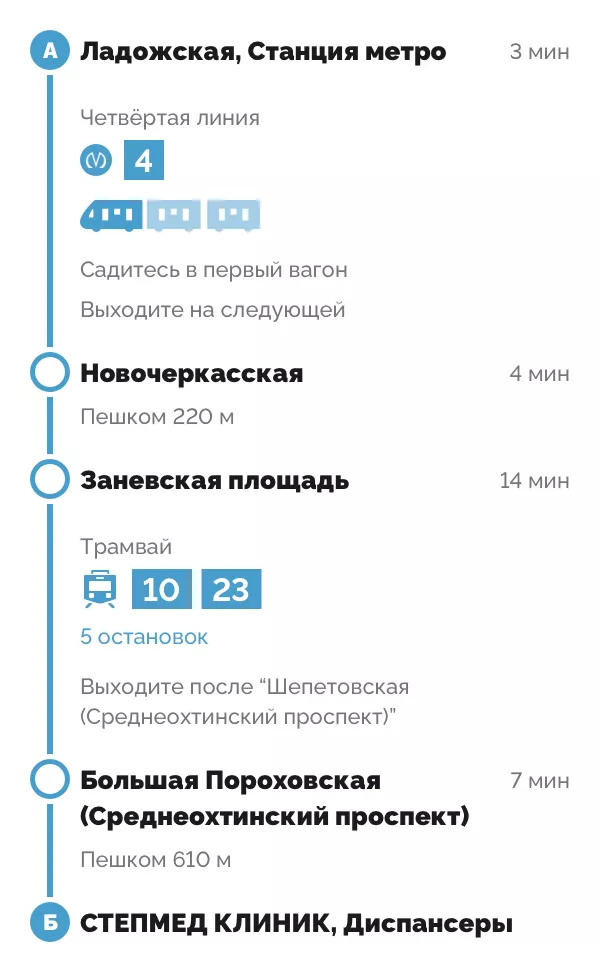 А Ладожская, Станция метро 3 мин
Четвёртая линия
4
Садитесь в первый вагон
Выходите на следующей
Новочеркасская 4 мин
Пешком 220 м
Заневская площадь 14 мин
Трамвай
10 23
5 остановок
Выходите после “Шепетовская
(Среднеохтинский проспект)”
Большая Пороховская 7 мин
(Среднеохтинский проспект)
Пешком 610 м
Б СТЕПМЕД КЛИНИК, Диспансеры